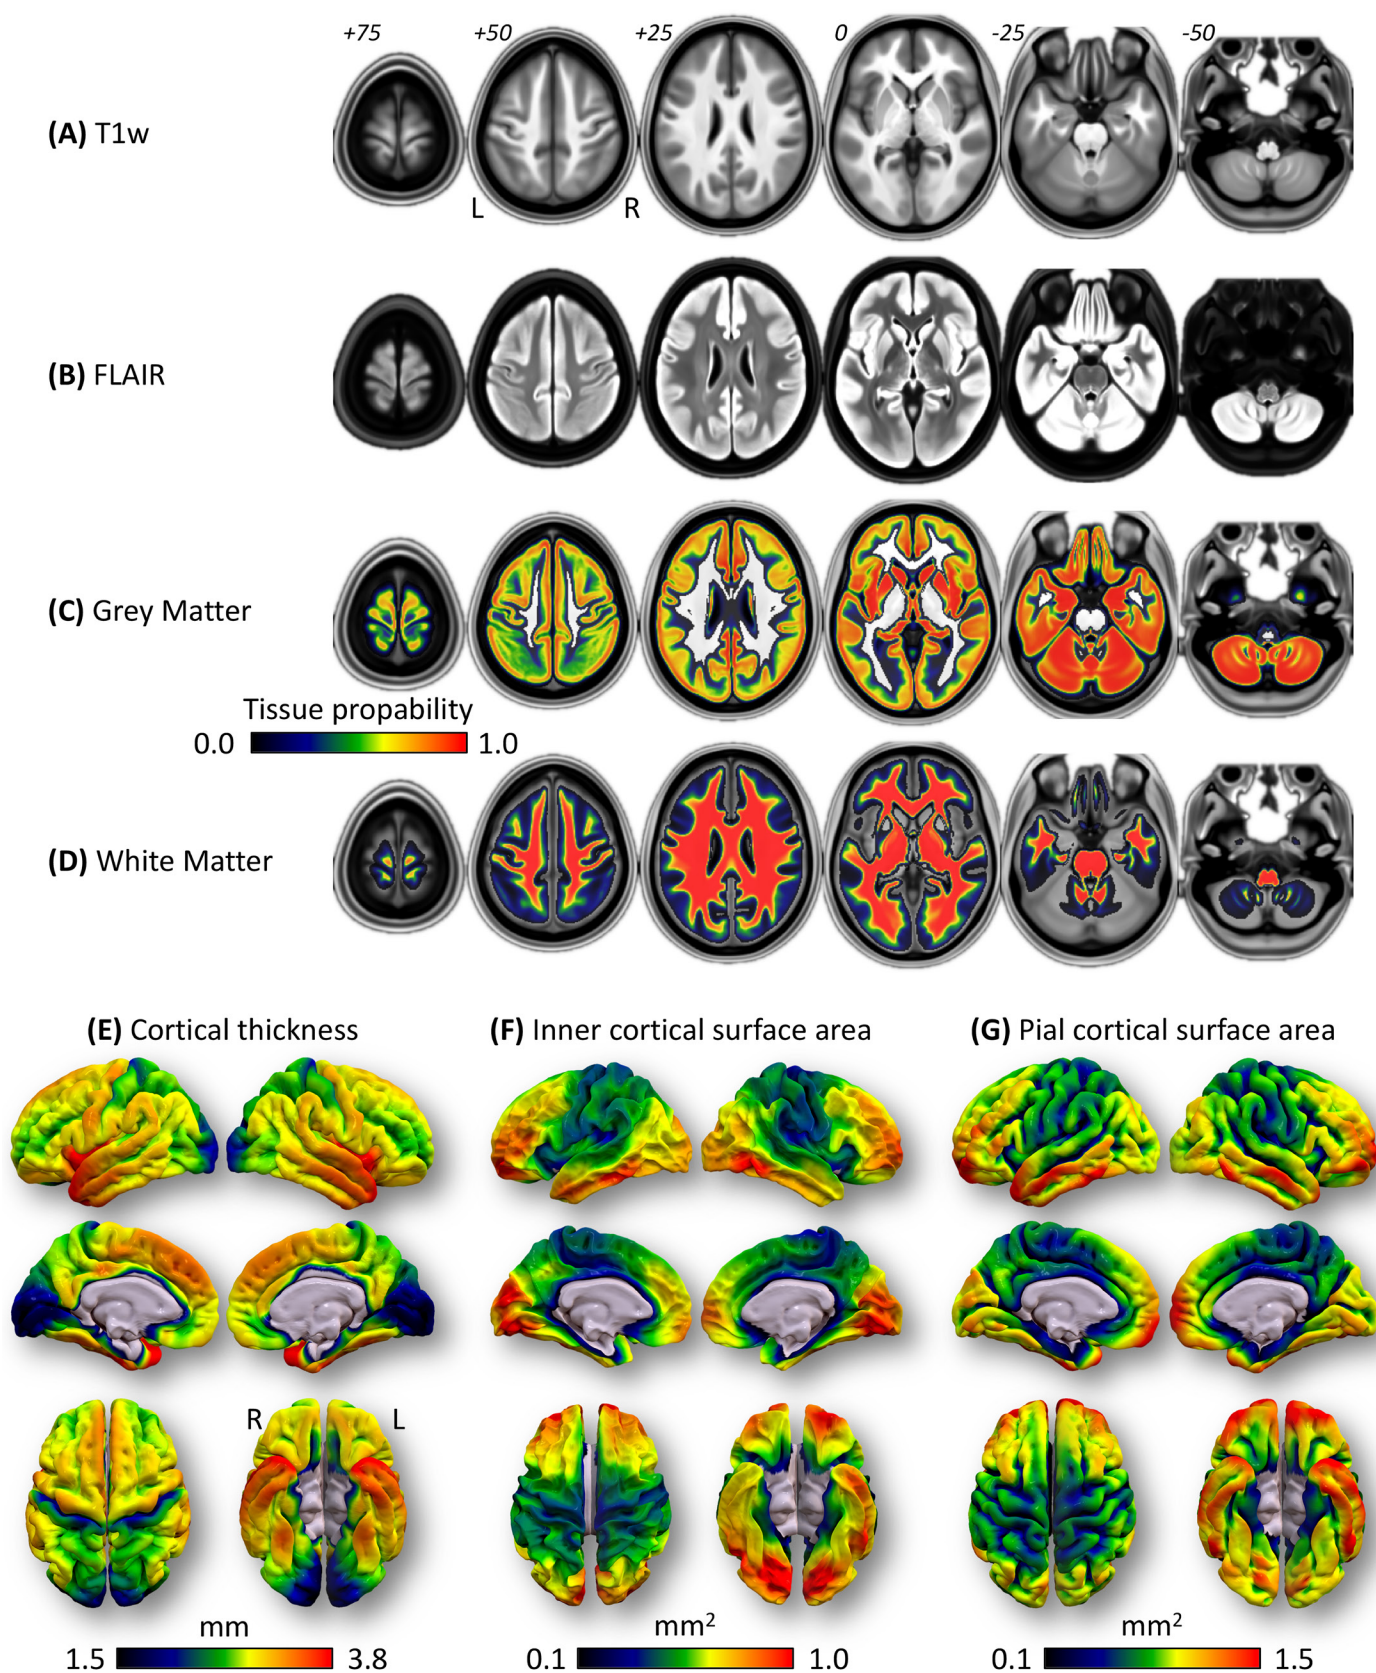 +75 +50 +25 0 -25 -50
(A) T1w
L R
(B) FLAIR
(C) Grey Matter
Tissue propability
0.0 1.0
(D) White Matter
(E) Cortical thickness (F) Inner cortical surface area (G) Pial cortical surface area
R L
mm mm² mm²
1.5 3.8 0.1 1.0 0.1 1.5